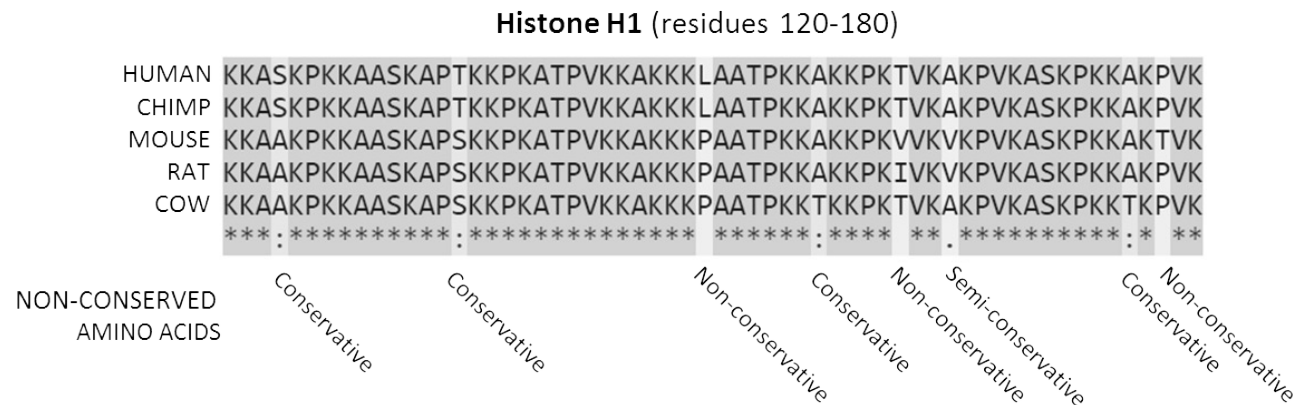 Histone H1 (residues 120-180)
HUMAN KKASKPKKAASKAPTKKPKATPVKKAKKKLAATPKKAKKPKTVKAKPVKASKPKKAKPVK
CHIMP KKASKPKKAASKAPTKKPKATPVKKAKKKLAATPKKAKKPKTVKAKPVKASKPKKAKPVK
MOUSE KKAAKPKKAASKAPSKKPKATPVKKAKKKPAATPKKAKKPKVVKVKPVKASKPKKAKTVK
RAT KKAAKPKKAASKAPSKKPKATPVKKAKKKPAATPKKAKKPKIVKVKPVKASKPKKAKPVK
COW KKAAKPKKAASKAPSKKPKATPVKKAKKKPAATPKKTKKPKTVKAKPVKASKPKKTKPVK
***:**********:************** ******:**** **.**********:* **
NON-CONSERVED
AMINO ACIDS
Conservative
Conservative
Non-conservative
Conservative
Non-conservative
Semi-conservative
Conservative
Non-conservative